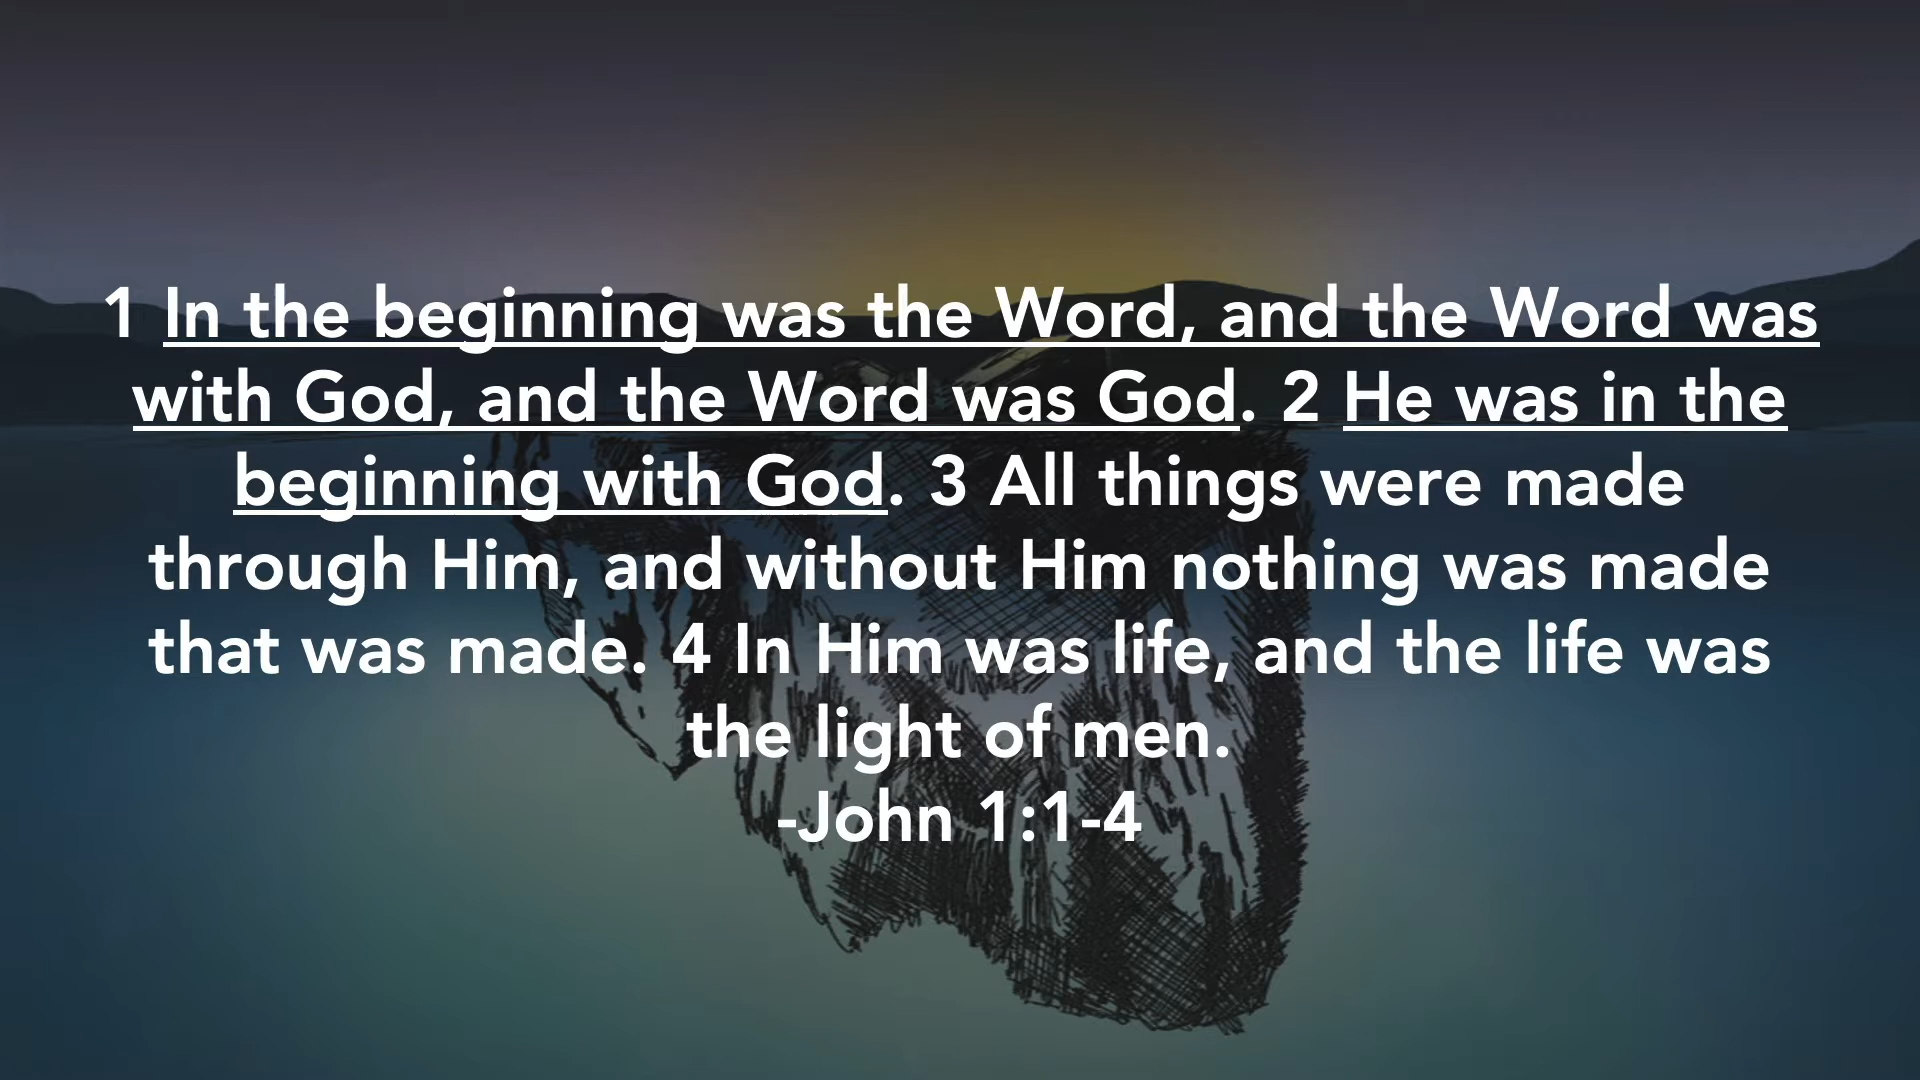 1 In the beginning was the Word, and the Word was
with God, and the Word was God. 2 He was in the
beginning with God. 3 All things were made
through Him, and without Him nothing was made
that was made. 4 In Him was life, and the life was
the light of men.
-John 1:1-4